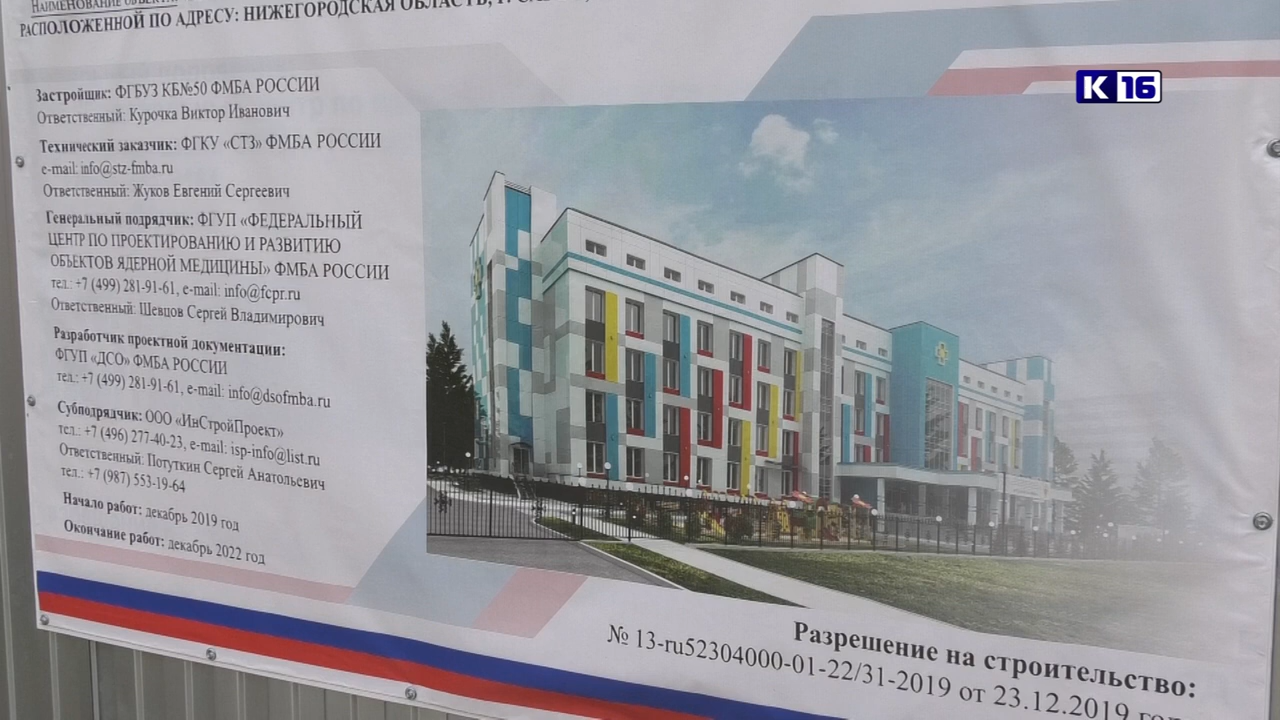 НАИМЕНОВАНИЕ
РАСПОЛОЖЕННОЙ ПО АДРЕСУ: НИЖЕГОРОДСКАЯ ОБЛАСТЬ, Г.
К 16
Застройщик: ФГБУЗ КБ№50 ФМБА РОССИИ
Ответственный: Курочка Виктор Иванович
Технический заказчик: ФГКУ «СТЗ» ФМБА РОССИИ
e-mail: info@stz-fmba.ru
Ответственный: Жуков Евгений Сергеевич
Генеральный подрядчик: ФГУП «ФЕДЕРАЛЬНЫЙ
ЦЕНТР ПО ПРОЕКТИРОВАНИЮ И РАЗВИТИЮ
ОБЪЕКТОВ ЯДЕРНОЙ МЕДИЦИНЫ» ФМБА РОССИИ
тел.: +7 (499) 281-91-61, e-mail: info@fcpr.ru
Ответственный: Шевцов Сергей Владимирович
Разработчик проектной документации:
ФГУП «ДСО» ФМБА РОССИИ
тел.: +7 (499) 281-91-61, e-mail: info@dsofmba.ru
Субподрядчик: ООО «ИнСтройПроект»
тел.: +7 (496) 277-40-23, e-mail: isp-info@list.ru
Ответственный: Потуткин Сергей Анатольевич
тел.: +7 (987) 553-19-64
Начало работ: декабрь 2019 год
Окончание работ: декабрь 2022 год
Разрешение на строительство:
№ 13-ru52304000-01-22/31-2019 от 23.12.2019